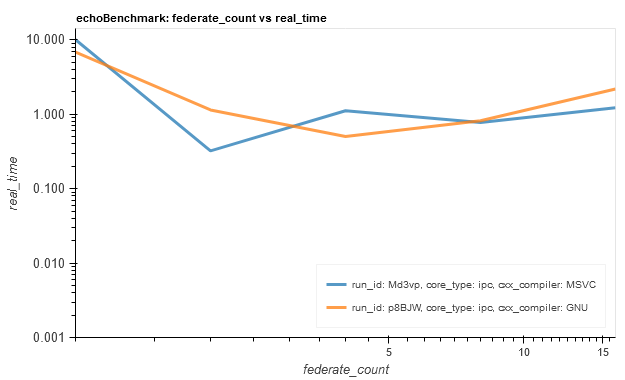 echoBenchmark: federate_count vs real_time
10.000
1.000
0.100
0.010
0.001
real_time
run_id: Md3vp, core_type: ipc, cxx_compiler: MSVC
run_id: p8BJW, core_type: ipc, cxx_compiler: GNU
5
10
15
federate_count